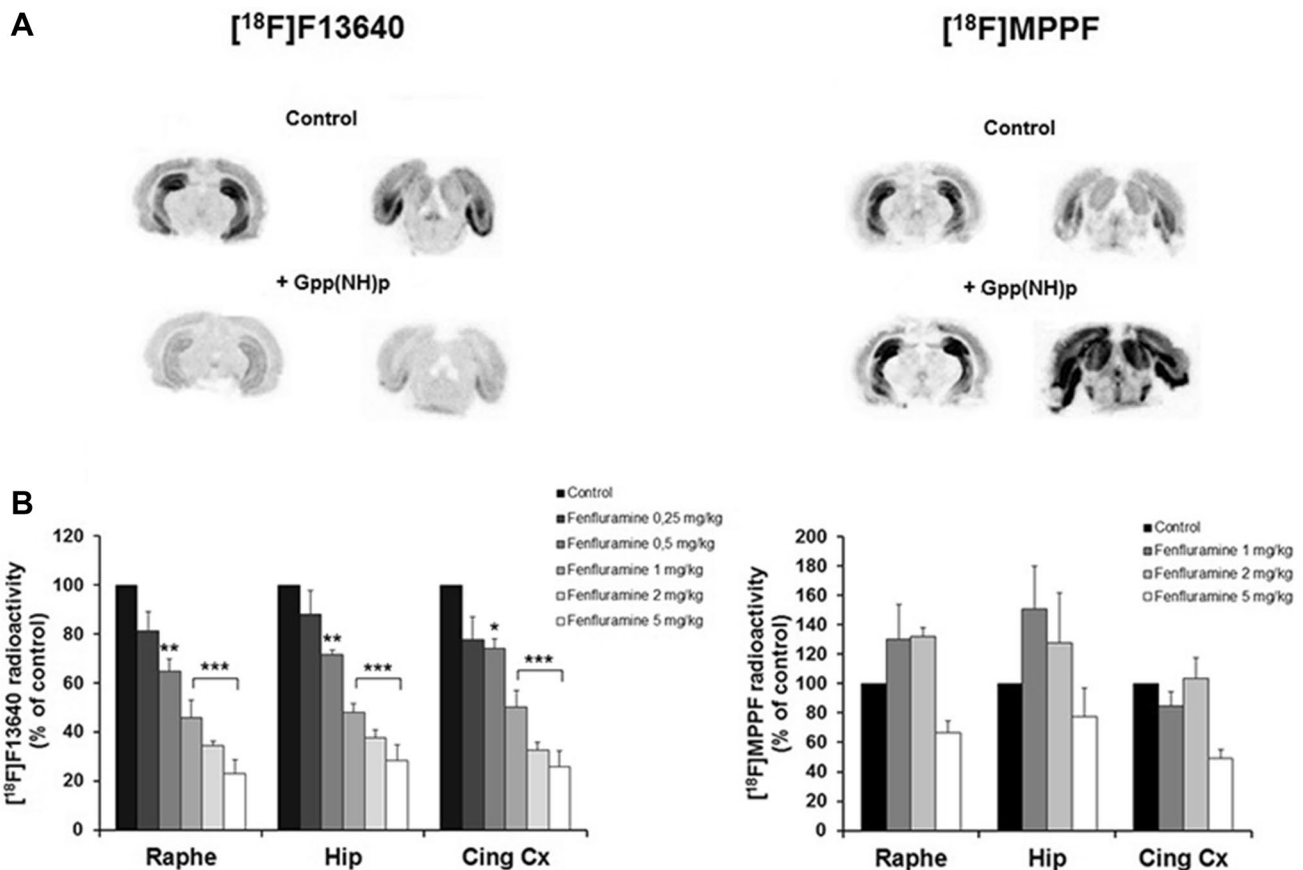 A
[¹⁸F]F13640
[¹⁸F]MPPF
Control
Control
+ Gpp(NH)p
+ Gpp(NH)p
B
[¹⁸F]F13640 radioactivity
(% of control)
120
100
80
60
40
20
0
Control
Fenfluramine 0,25 mg/kg
Fenfluramine 0,5 mg/kg
Fenfluramine 1 mg/kg
Fenfluramine 2 mg/kg
Fenfluramine 5 mg/kg
**
***
**
***
*
***
Raphe
Hip
Cing Cx
[¹⁸F]MPPF radioactivity
(% of control)
200
180
160
140
120
100
80
60
40
20
0
Control
Fenfluramine 1 mg/kg
Fenfluramine 2 mg/kg
Fenfluramine 5 mg/kg
Raphe
Hip
Cing Cx